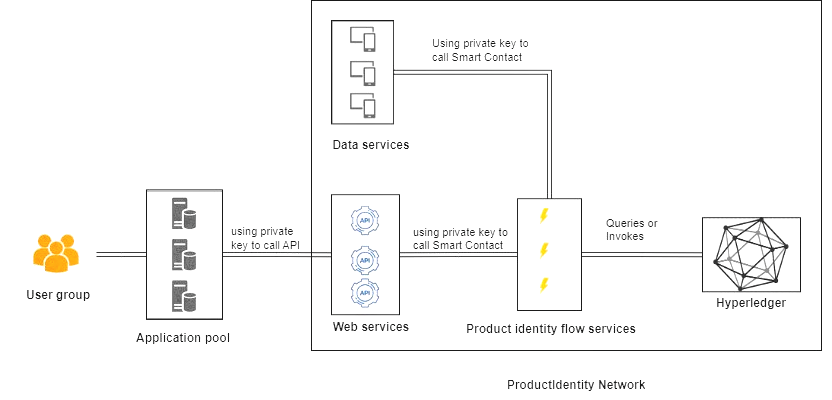 Using private key to
call Smart Contact
Data services
using private
key to call API
using private key to
call Smart Contact
Queries or
Invokes
API
API
API
User group
Application pool
Web services
Product identity flow services
Hyperledger
ProductIdentity Network